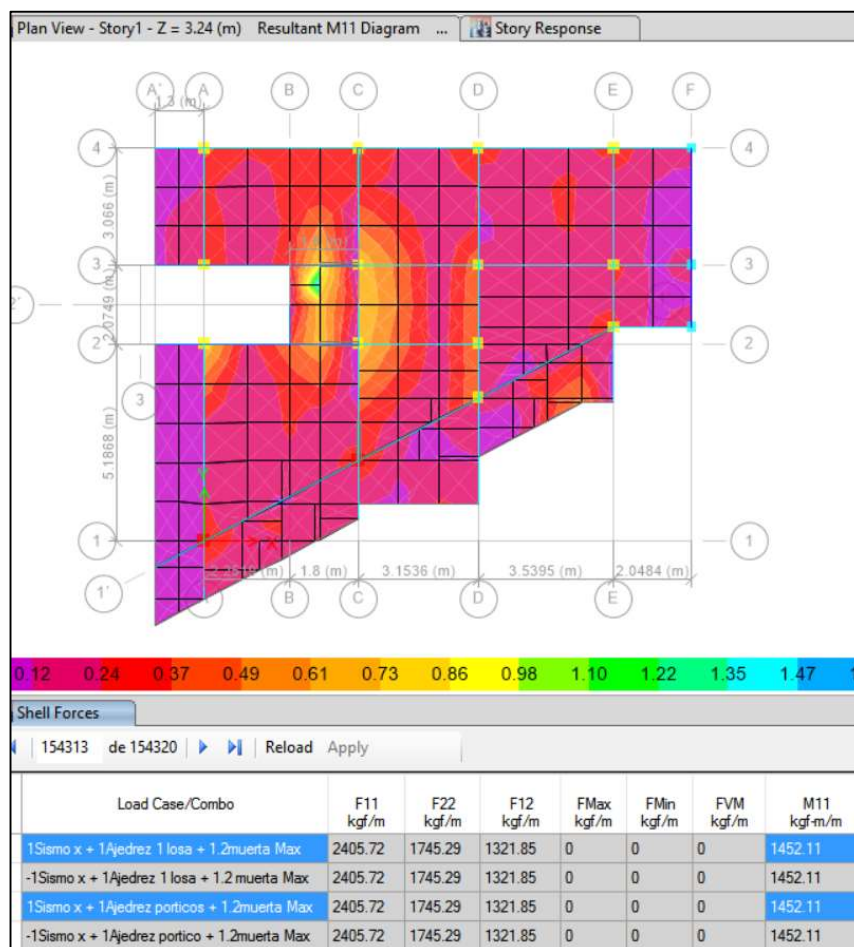 Plan View - Story1 - Z = 3.24 (m) Resultant M11 Diagram ... Story Response
A' A B C D E F
1.3 (m)
4 4
3.066 (m)
3 3
2'
2.0749 (m)
2 2
3
5.1868 (m)
Y
X
1 1
1'
1.8 (m) 3.1536 (m) 3.5395 (m) 2.0484 (m)
B C D E
0.12 0.24 0.37 0.49 0.61 0.73 0.86 0.98 1.10 1.22 1.35 1.47
Shell Forces
154313 de 154320 Reload Apply
Load Case/Combo F11 F22 F12 FMax FMin FVM M11
kgf/m kgf/m kgf/m kgf/m kgf/m kgf/m kgf-m/m
1Sismo x + 1Ajedrez 1 losa + 1.2muerta Max 2405.72 1745.29 1321.85 0 0 0 1452.11
-1Sismo x + 1Ajedrez 1 losa + 1.2 muerta Max 2405.72 1745.29 1321.85 0 0 0 1452.11
1Sismo x + 1Ajedrez porticos + 1.2muerta Max 2405.72 1745.29 1321.85 0 0 0 1452.11
-1Sismo x + 1Ajedrez portico + 1.2muerta Max 2405.72 1745.29 1321.85 0 0 0 1452.11